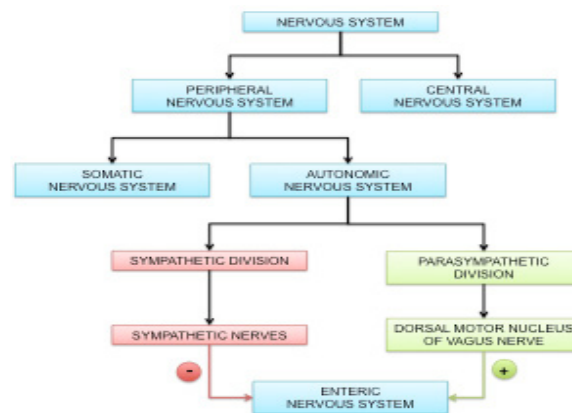 NERVOUS SYSTEM
PERIPHERAL
NERVOUS SYSTEM
CENTRAL
NERVOUS SYSTEM
SOMATIC
NERVOUS SYSTEM
AUTONOMIC
NERVOUS SYSTEM
SYMPATHETIC DIVISION
PARASYMPATHETIC
DIVISION
SYMPATHETIC NERVES
DORSAL MOTOR NUCLEUS
OF VAGUS NERVE
-
+
ENTERIC
NERVOUS SYSTEM